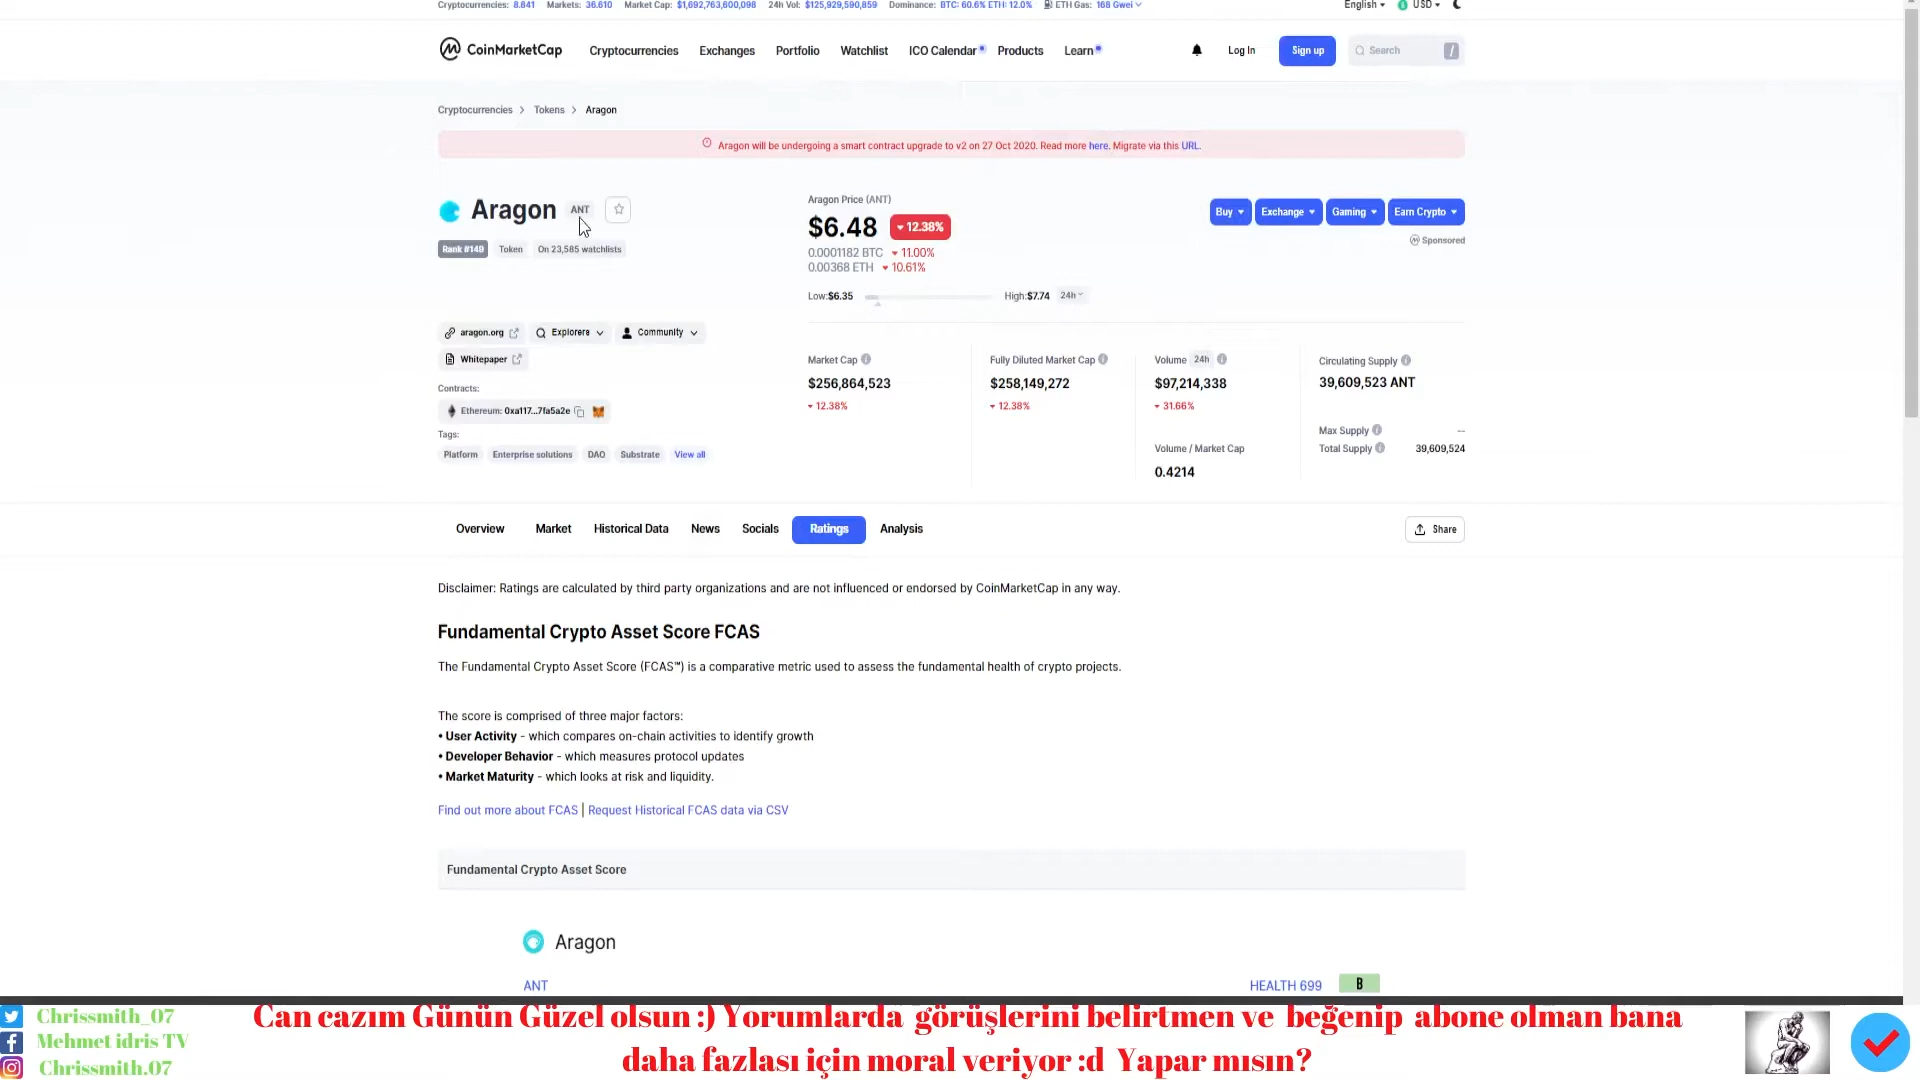 Cryptocurrencies: 8.841 Markets: 36.610 Market Cap: $1,692,763,600,098 24h Vol: $125,929,590,859 Dominance: BTC: 60.6% ETH: 12.0% ETH Gas: 168 Gwei English USD
CoinMarketCap Cryptocurrencies Exchanges Portfolio Watchlist ICO Calendar Products Learn Log In Sign up Search /
Cryptocurrencies > Tokens > Aragon
Aragon will be undergoing a smart contract upgrade to v2 on 27 Oct 2020. Read more here. Migrate via this URL.
Aragon ANT
Rank #149 Token On 23,585 watchlists
aragon.org Explorers Community
Whitepaper
Contracts:
Ethereum: 0xa117...7fa5a2e
Tags:
Platform Enterprise solutions DAO Substrate View all
Aragon Price (ANT)
$6.48 12.38%
0.0001182 BTC 11.00%
0.00368 ETH 10.61%
Low:$6.35 High:$7.74 24h
Buy Exchange Gaming Earn Crypto
Sponsored
Market Cap
$256,864,523
12.38%
Fully Diluted Market Cap
$258,149,272
12.38%
Volume 24h
$97,214,338
31.66%
Volume / Market Cap
0.4214
Circulating Supply
39,609,523 ANT
Max Supply --
Total Supply 39,609,524
Overview Market Historical Data News Socials Ratings Analysis Share
Disclaimer: Ratings are calculated by third party organizations and are not influenced or endorsed by CoinMarketCap in any way.
Fundamental Crypto Asset Score FCAS
The Fundamental Crypto Asset Score (FCAS™) is a comparative metric used to assess the fundamental health of crypto projects.
The score is comprised of three major factors:
• User Activity - which compares on-chain activities to identify growth
• Developer Behavior - which measures protocol updates
• Market Maturity - which looks at risk and liquidity.
Find out more about FCAS | Request Historical FCAS data via CSV
Fundamental Crypto Asset Score
Aragon
ANT HEALTH 699 B
Chrissmith_07
Mehmet idris TV
Chrissmith.07
Can cazım Günün Güzel olsun :) Yorumlarda görüşlerini belirtmen ve beğenip abone olman bana
daha fazlası için moral veriyor :d Yapar mısın?